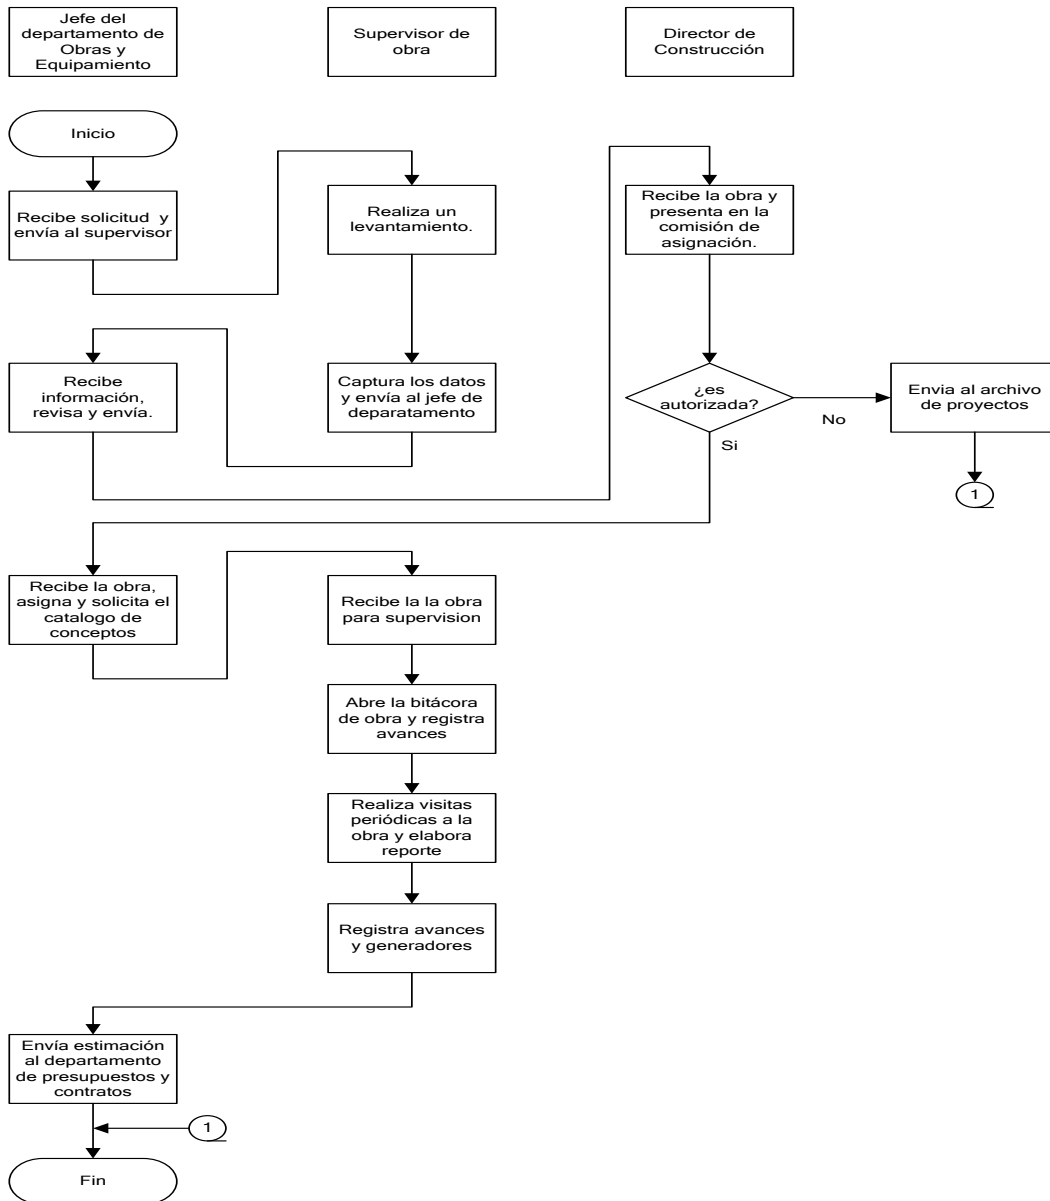 Jefe del
departamento de
Obras y
Equipamiento
Supervisor de
obra
Director de
Construcción
Inicio
Recibe solicitud y
envía al supervisor
Realiza un
levantamiento.
Recibe la obra y
presenta en la
comisión de
asignación.
Recibe
información,
revisa y envía.
Captura los datos
y envía al jefe de
deparatamento
¿es
autorizada?
No
Si
Envia al archivo
de proyectos
1
Recibe la obra,
asigna y solicita el
catalogo de
conceptos
Recibe la la obra
para supervision
Abre la bitácora
de obra y registra
avances
Realiza visitas
periódicas a la
obra y elabora
reporte
Registra avances
y generadores
Envía estimación
al departamento
de presupuestos y
contratos
1
Fin